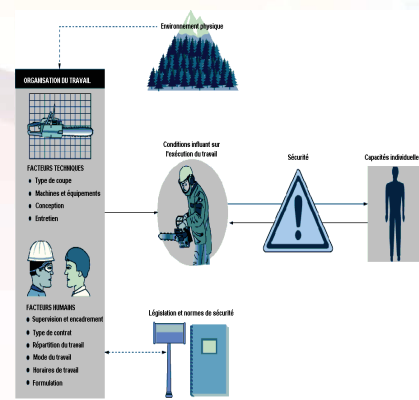 Environnement physique
ORGANISATION DU TRAVAIL
FACTEURS TECHNIQUES
Type de coupe
Machines et équipements
Conception
Entretien
Conditions influant sur
l'exécution du travail
Sécurité
Capacités individuelle
FACTEURS HUMAINS
Supervision et encadrement
Type de contrat
Répartition du travail
Mode du travail
Horaires de travail
Formulation
Législation et normes de sécurité